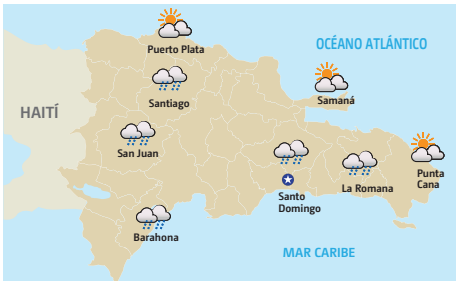 Puerto Plata
OCÉANO ATLÁNTICO
Santiago
Samaná
HAITÍ
San Juan
Punta
Cana
La Romana
Santo
Domingo
Barahona
MAR CARIBE